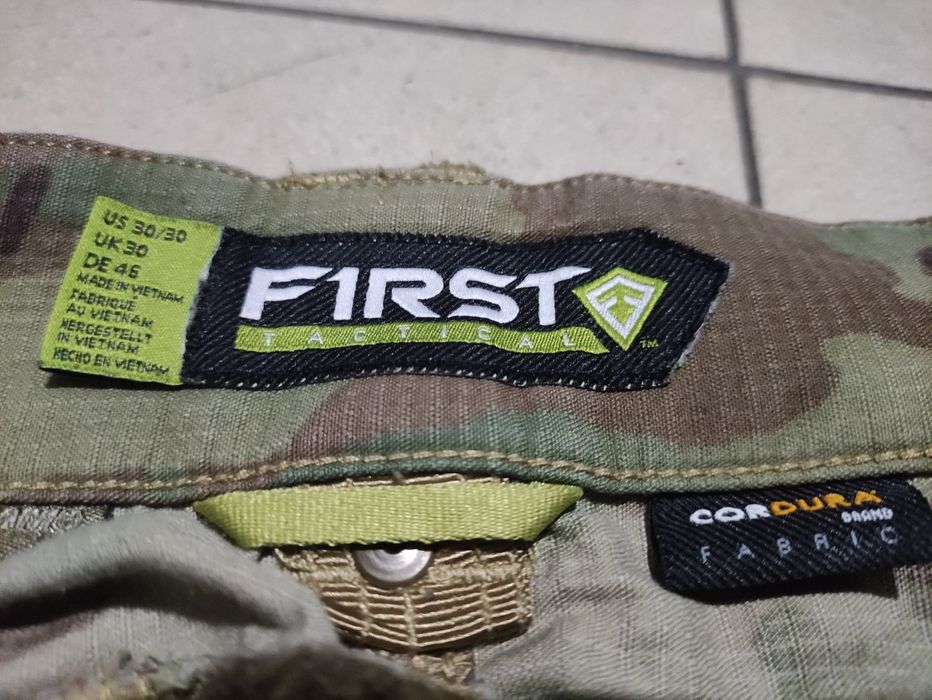 US 30/30
UK 30
DE 46
MADE IN VIETNAM
FABRIQUE
AU VIETNAM
HERGESTELLT
IN VIETNAM
HECHO EN VIETNAM
F1RST
TACTICAL
TM
CORDURA
BRAND
FABRIC